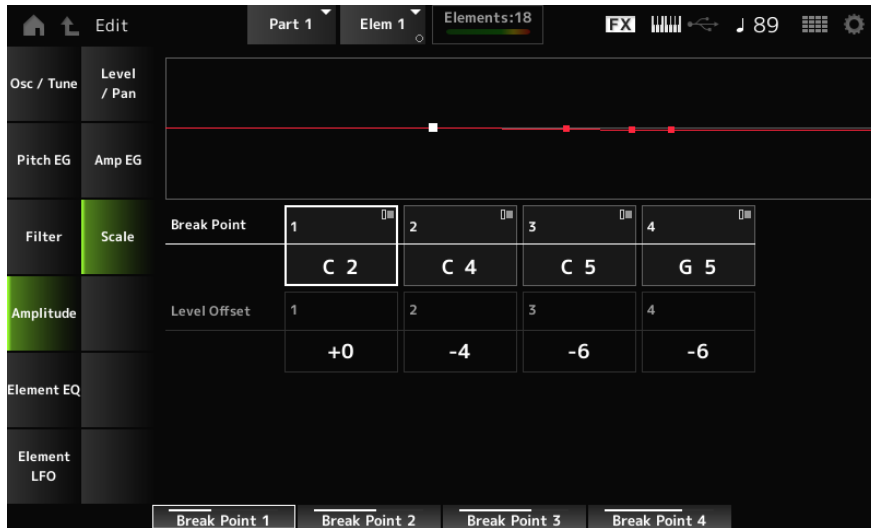 Edit Part 1 Elem 1 Elements:18 FX ♩ 89
Osc / Tune
Level
/ Pan
Pitch EG
Amp EG
Filter
Scale
Amplitude
Element EQ
Element
LFO
Break Point 1 2 3 4
C 2 C 4 C 5 G 5
Level Offset 1 2 3 4
+0 -4 -6 -6
Break Point 1 Break Point 2 Break Point 3 Break Point 4